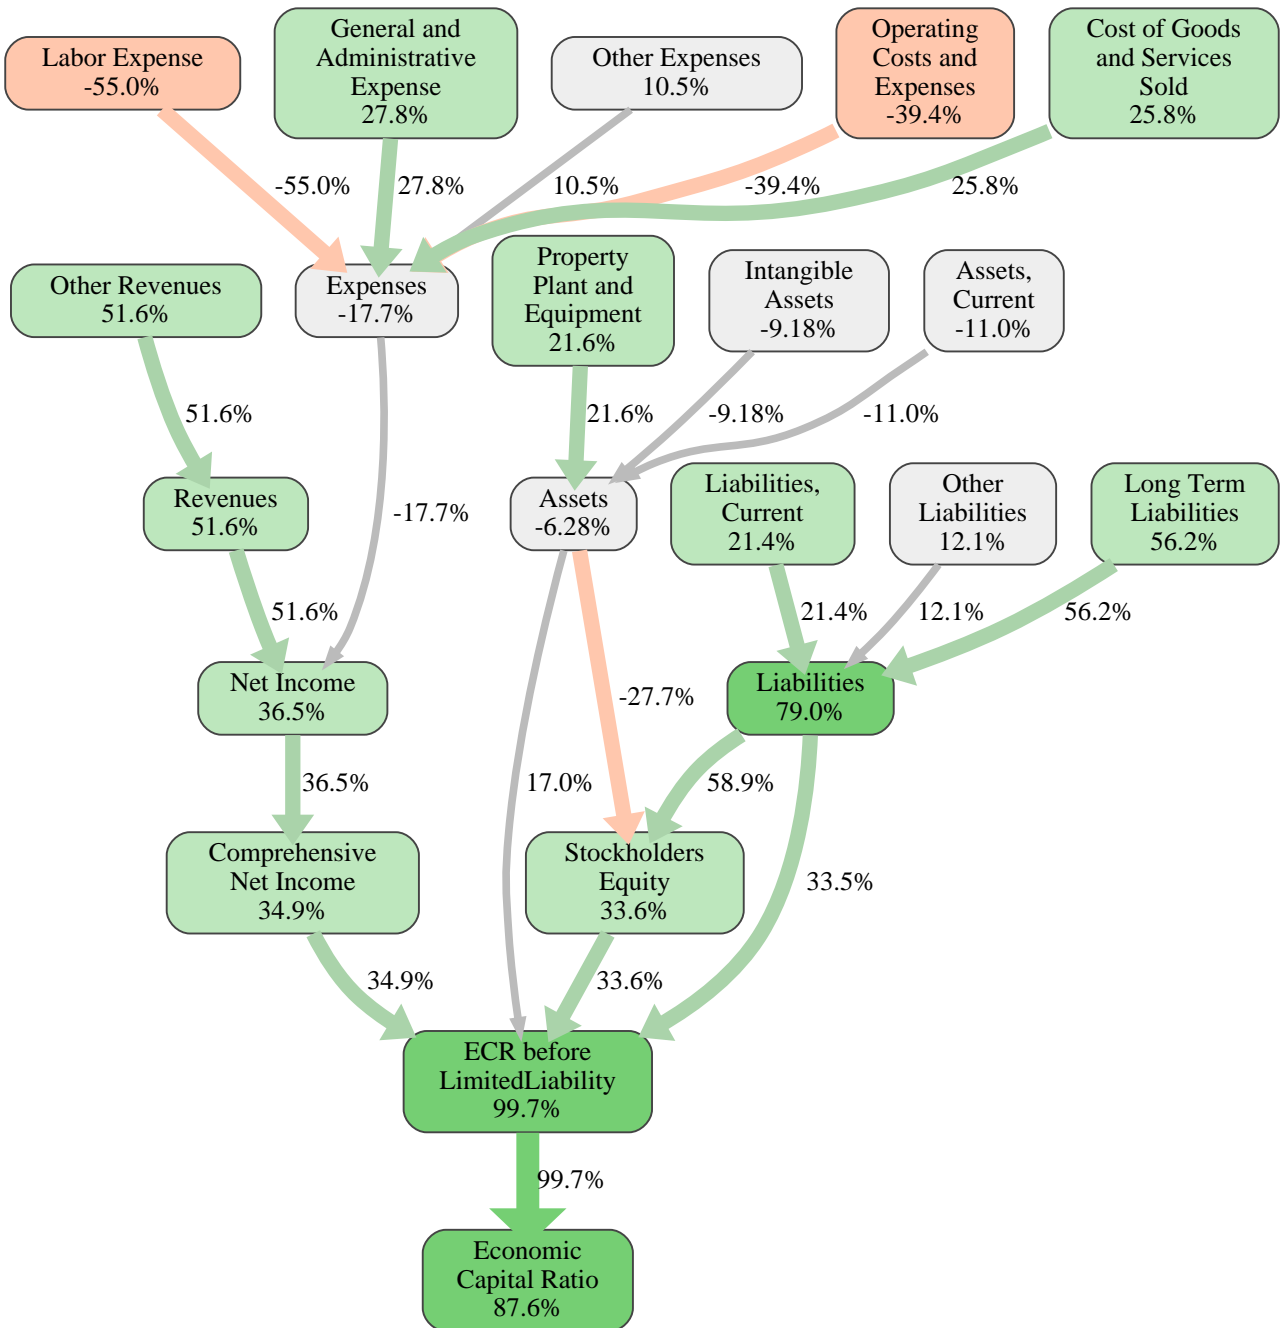 Labor Expense
-55.0%
General and
Administrative
Expense
27.8%
Other Expenses
10.5%
Operating
Costs and
Expenses
-39.4%
Cost of Goods
and Services
Sold
25.8%
-55.0%
27.8%
10.5%
-39.4%
25.8%
Other Revenues
51.6%
Expenses
-17.7%
Property
Plant and
Equipment
21.6%
Intangible
Assets
-9.18%
Assets,
Current
-11.0%
51.6%
21.6%
-9.18%
-11.0%
Revenues
51.6%
-17.7%
Assets
-6.28%
Liabilities,
Current
21.4%
Other
Liabilities
12.1%
Long Term
Liabilities
56.2%
51.6%
21.4%
12.1%
56.2%
Net Income
36.5%
-27.7%
Liabilities
79.0%
36.5%
17.0%
58.9%
Comprehensive
Net Income
34.9%
Stockholders
Equity
33.6%
33.5%
34.9%
33.6%
ECR before
LimitedLiability
99.7%
99.7%
Economic
Capital Ratio
87.6%